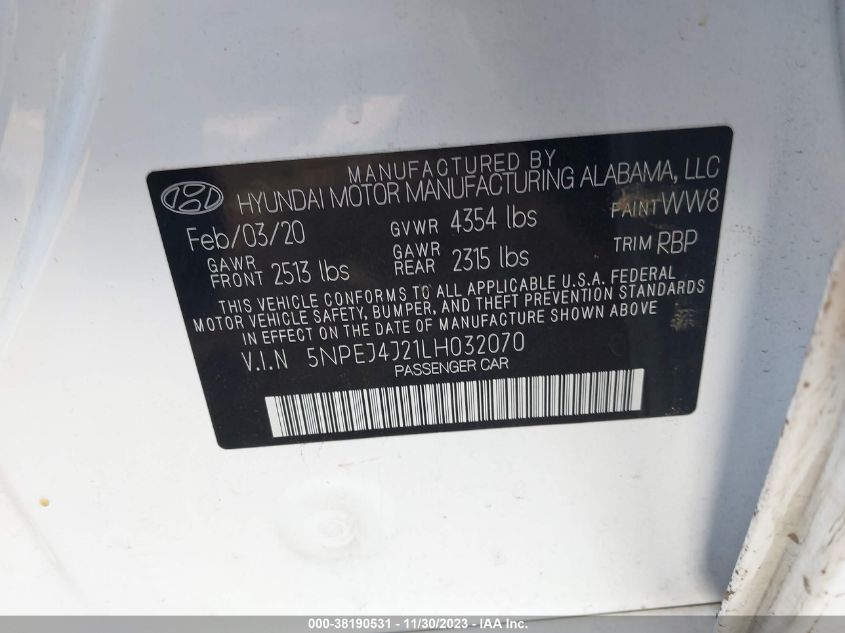 MANUFACTURED BY
HYUNDAI MOTOR MANUFACTURING ALABAMA, LLC
Feb/03/20 GVWR 4354 lbs PAINT WW8
GAWR FRONT 2513 lbs GAWR REAR 2315 lbs TRIM RBP
THIS VEHICLE CONFORMS TO ALL APPLICABLE U.S.A. FEDERAL
MOTOR VEHICLE SAFETY, BUMPER, AND THEFT PREVENTION STANDARDS
IN EFFECT ON THE DATE OF MANUFACTURE SHOWN ABOVE
V.I.N 5NPEJ4J21LH032070
PASSENGER CAR
000-38190531 - 11/30/2023 - IAA Inc.